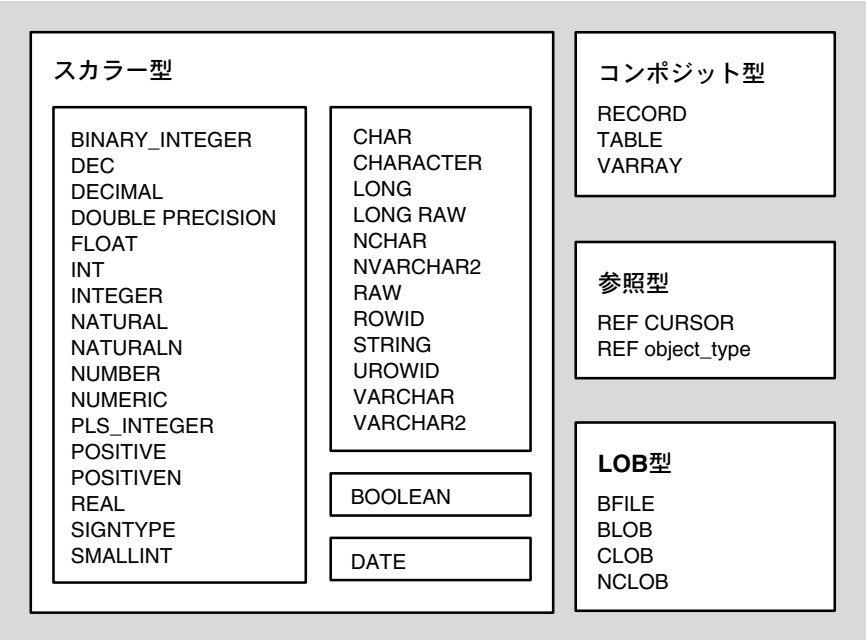 スカラー型
BINARY_INTEGER
DEC
DECIMAL
DOUBLE PRECISION
FLOAT
INT
INTEGER
NATURAL
NATURALN
NUMBER
NUMERIC
PLS_INTEGER
POSITIVE
POSITIVEN
REAL
SIGNTYPE
SMALLINT
CHAR
CHARACTER
LONG
LONG RAW
NCHAR
NVARCHAR2
RAW
ROWID
STRING
UROWID
VARCHAR
VARCHAR2
BOOLEAN
DATE
コンポジット型
RECORD
TABLE
VARRAY
参照型
REF CURSOR
REF object_type
LOB型
BFILE
BLOB
CLOB
NCLOB